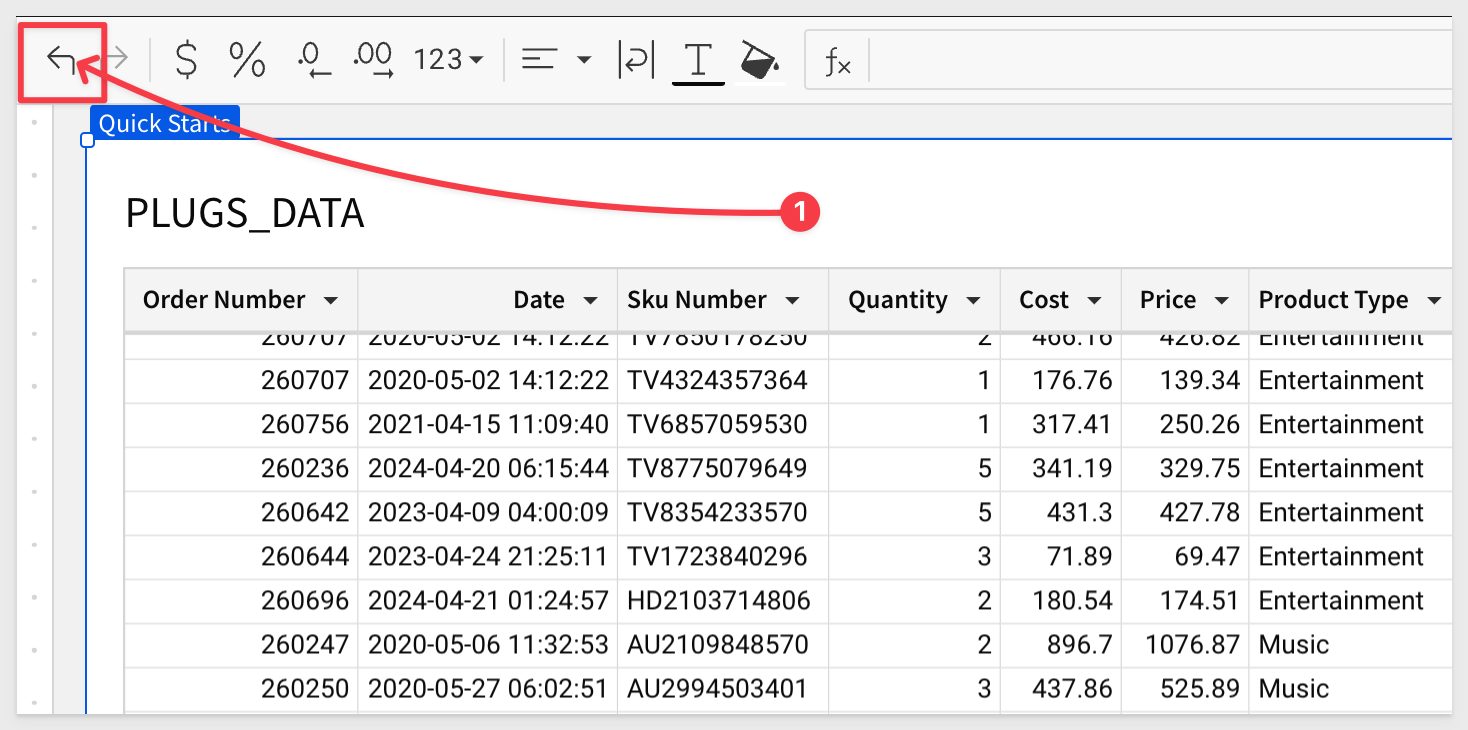 $ % .0 .00 123 T fx
Quick Starts
1
PLUGS_DATA
Order Number Date Sku Number Quantity Cost Price Product Type
260707 2020-05-02 14:12:22 TV7850178250 2 466.16 426.82 Entertainment
260707 2020-05-02 14:12:22 TV4324357364 1 176.76 139.34 Entertainment
260756 2021-04-15 11:09:40 TV6857059530 1 317.41 250.26 Entertainment
260236 2024-04-20 06:15:44 TV8775079649 5 341.19 329.75 Entertainment
260642 2023-04-09 04:00:09 TV8354233570 5 431.3 427.78 Entertainment
260644 2023-04-24 21:25:11 TV1723840296 3 71.89 69.47 Entertainment
260696 2024-04-21 01:24:57 HD2103714806 2 180.54 174.51 Entertainment
260247 2020-05-06 11:32:53 AU2109848570 2 896.7 1076.87 Music
260250 2020-05-27 06:02:51 AU2994503401 3 437.86 525.89 Music